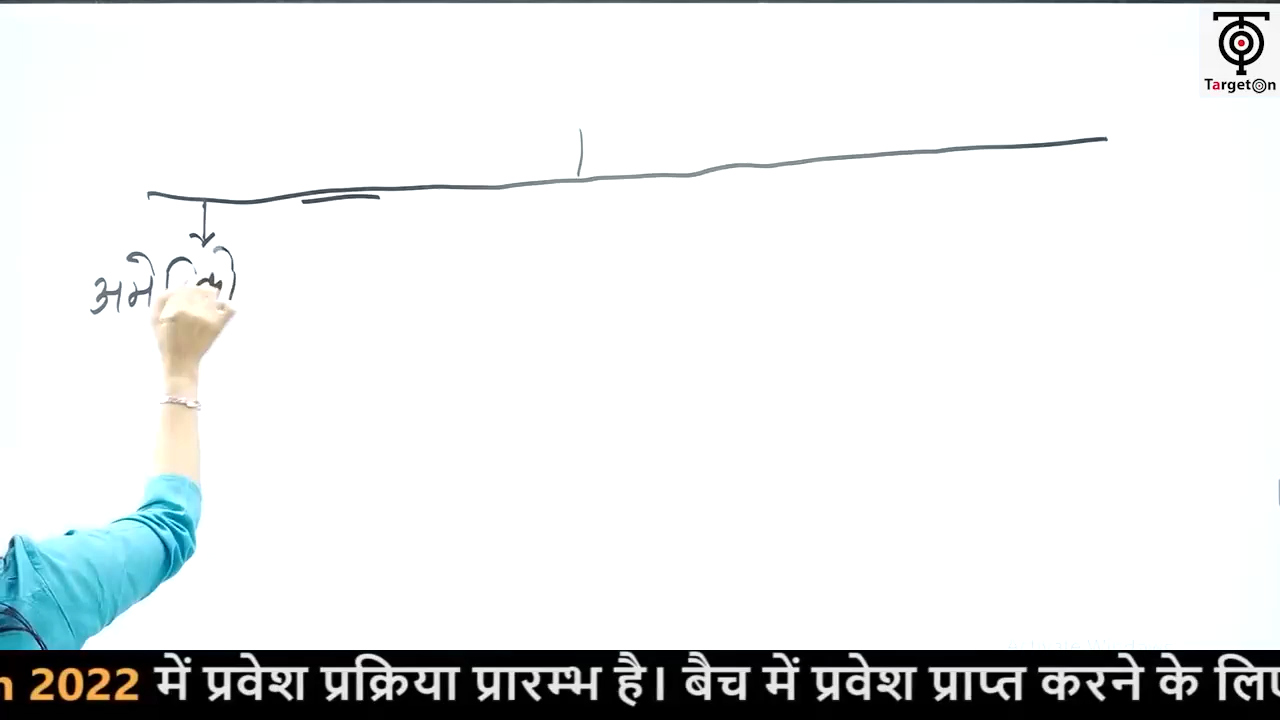 TargetOn
अमेरिकी
n 2022 में प्रवेश प्रक्रिया प्रारम्भ है। बैच में प्रवेश प्राप्त करने के लिए